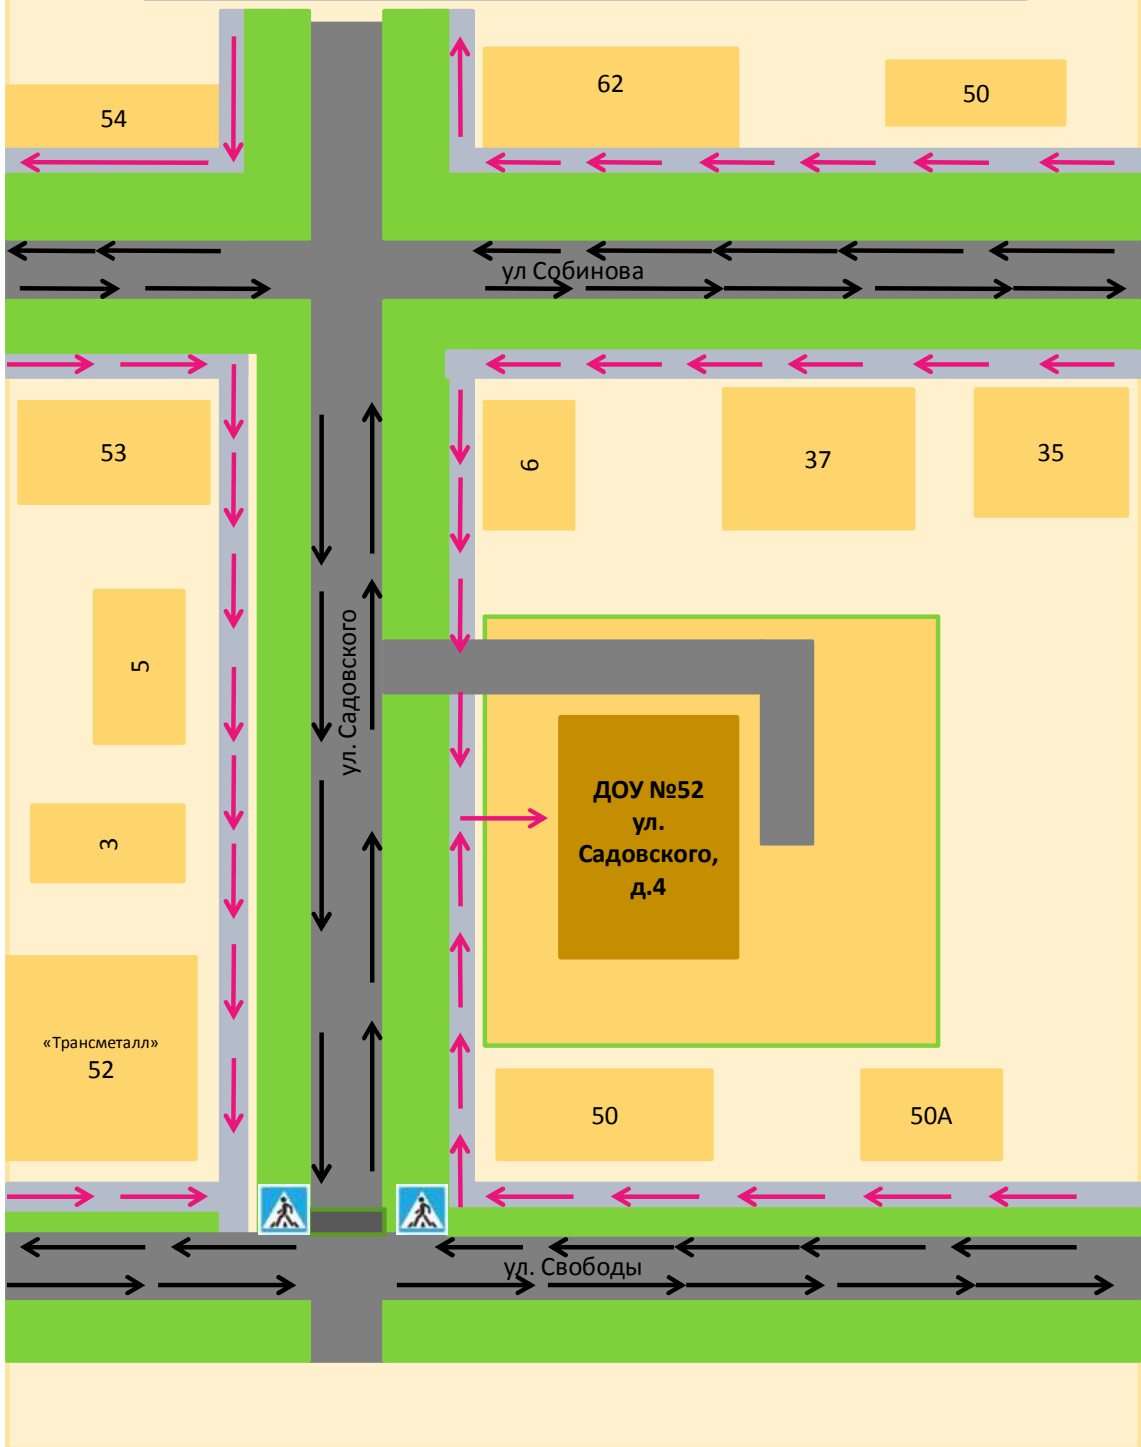 62
50
54
ул Собинова
53
6
37
35
5
ул. Садовского
ДОУ №52
ул.
Садовского,
д.4
3
«Трансметалл»
52
50
50А
ул. Свободы